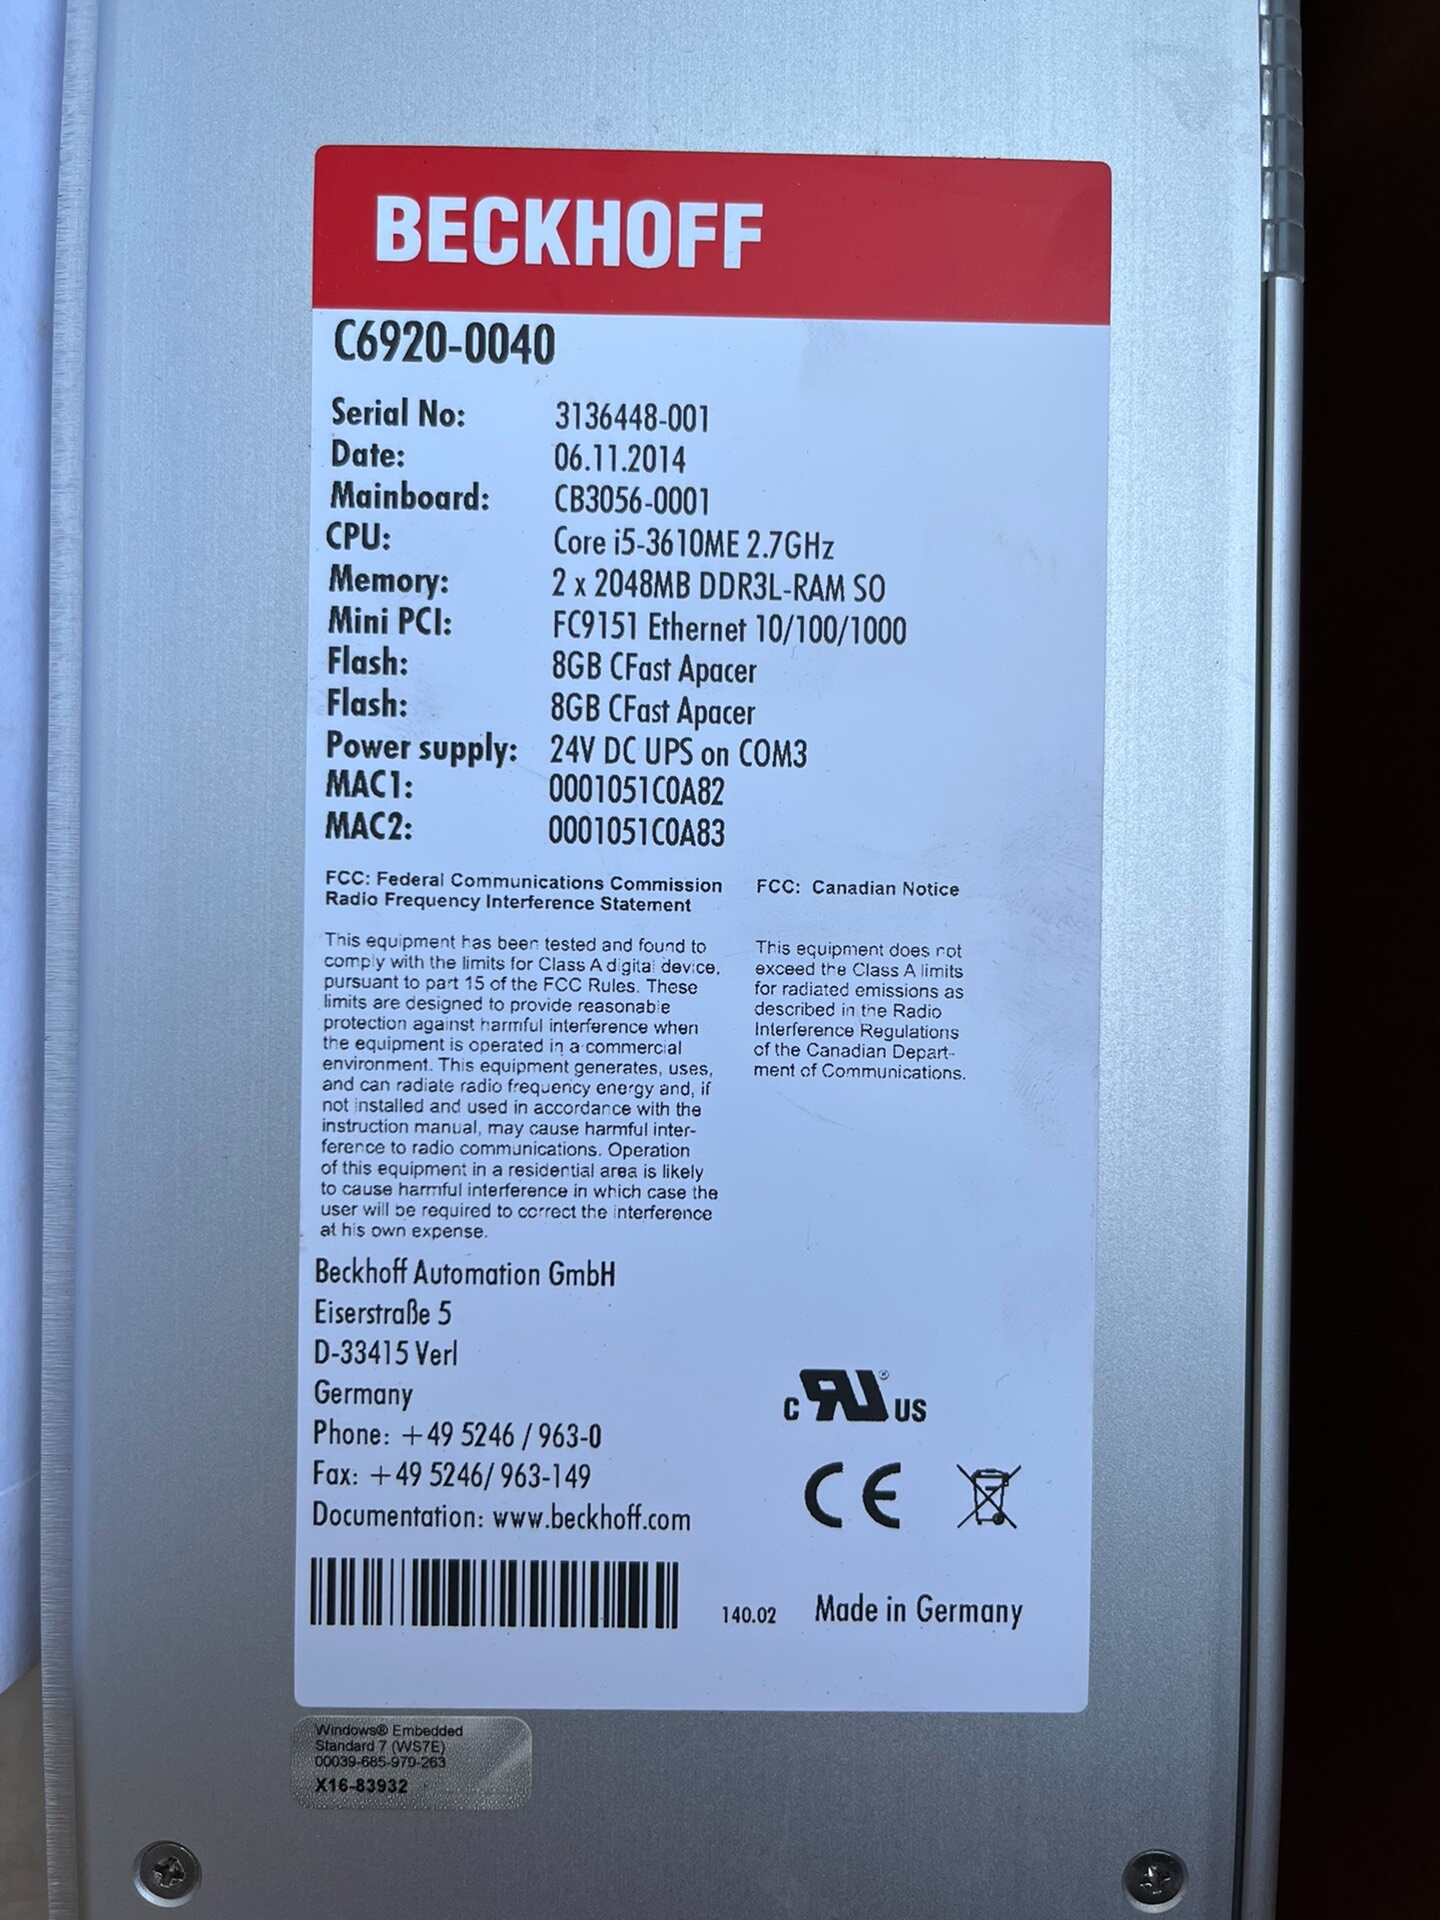 BECKHOFF
C6920-0040
Serial No: 3136448-001
Date: 06.11.2014
Mainboard: CB3056-0001
CPU: Core i5-3610ME 2.7GHz
Memory: 2 x 2048MB DDR3L-RAM SO
Mini PCI: FC9151 Ethernet 10/100/1000
Flash: 8GB CFast Apacer
Flash: 8GB CFast Apacer
Power supply: 24V DC UPS on COM3
MAC1: 0001051C0A82
MAC2: 0001051C0A83
FCC: Federal Communications Commission
Radio Frequency Interference Statement
This equipment has been tested and found to
comply with the limits for Class A digital device,
pursuant to part 15 of the FCC Rules. These
limits are designed to provide reasonable
protection against harmful interference when
the equipment is operated in a commercial
environment. This equipment generates, uses,
and can radiate radio frequency energy and, if
not installed and used in accordance with the
instruction manual, may cause harmful inter-
ference to radio communications. Operation
of this equipment in a residential area is likely
to cause harmful interference in which case the
user will be required to correct the interference
at his own expense.
FCC: Canadian Notice
This equipment does not
exceed the Class A limits
for radiated emissions as
described in the Radio
Interference Regulations
of the Canadian Depart-
ment of Communications.
Beckhoff Automation GmbH
Eiserstraße 5
D-33415 Verl
Germany
Phone: +49 5246 / 963-0
Fax: +49 5246/ 963-149
Documentation: www.beckhoff.com
c RU ® US
CE
140.02 Made in Germany
Windows® Embedded
Standard 7 (WS7E)
00039-685-979-263
X16-83932